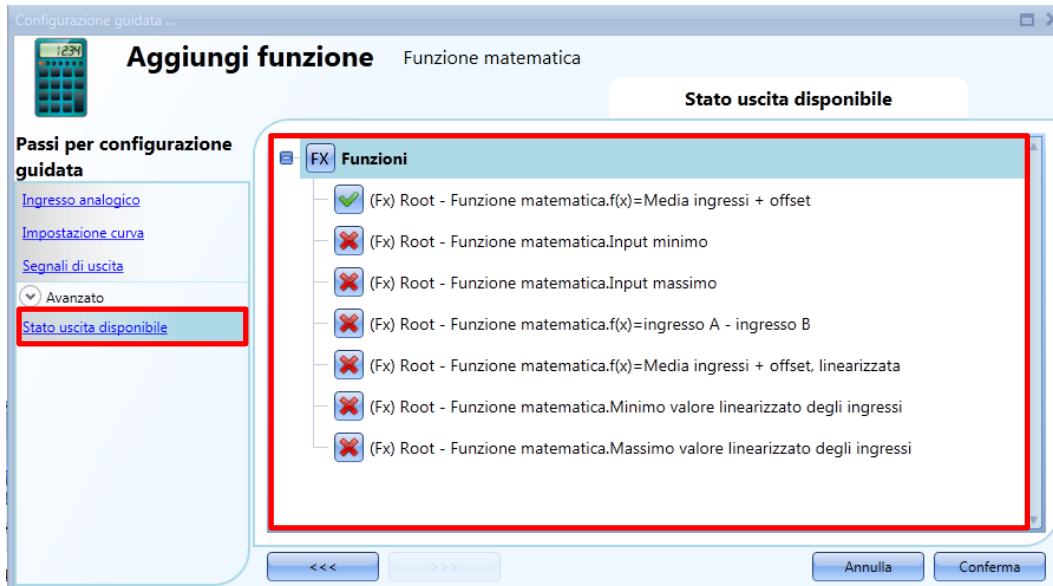 Configurazione guidata ...
1234
Aggiungi funzione Funzione matematica
Stato uscita disponibile
Passi per configurazione
guidata
Ingresso analogico
Impostazione curva
Segnali di uscita
Avanzato
Stato uscita disponibile
FX Funzioni
(Fx) Root - Funzione matematica.f(x)=Media ingressi + offset
(Fx) Root - Funzione matematica.Input minimo
(Fx) Root - Funzione matematica.Input massimo
(Fx) Root - Funzione matematica.f(x)=ingresso A - ingresso B
(Fx) Root - Funzione matematica.f(x)=Media ingressi + offset, linearizzata
(Fx) Root - Funzione matematica.Minimo valore linearizzato degli ingressi
(Fx) Root - Funzione matematica.Massimo valore linearizzato degli ingressi
<<< >>> Annulla Conferma